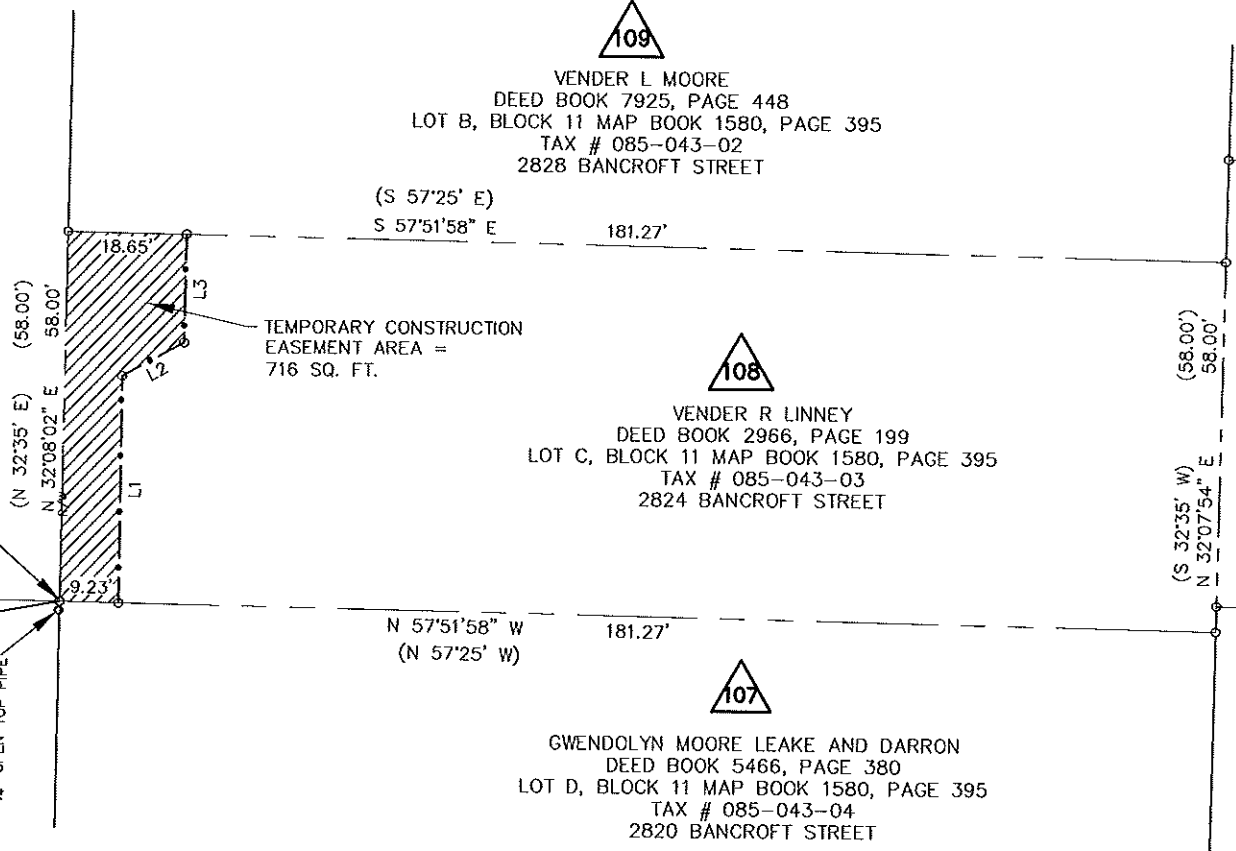 109
VENDER L MOORE
DEED BOOK 7925, PAGE 448
LOT B, BLOCK 11 MAP BOOK 1580, PAGE 395
TAX # 085-043-02
2828 BANCROFT STREET
(S 57°25' E)
S 57°51'58" E 181.27'
18.65'
L3
(58.00')
58.00'
TEMPORARY CONSTRUCTION
EASEMENT AREA =
716 SQ. FT.
L2
(N 32°35' E)
N 32°08'02" E
L1
108
VENDER R LINNEY
DEED BOOK 2966, PAGE 199
LOT C, BLOCK 11 MAP BOOK 1580, PAGE 395
TAX # 085-043-03
2824 BANCROFT STREET
(58.00')
58.00'
(S 32°35' W)
N 32°07'54" E
9.23'
N 57°51'58" W 181.27'
(N 57°25' W)
TOP PIPE
107
GWENDOLYN MOORE LEAKE AND DARRON
DEED BOOK 5466, PAGE 380
LOT D, BLOCK 11 MAP BOOK 1580, PAGE 395
TAX # 085-043-04
2820 BANCROFT STREET